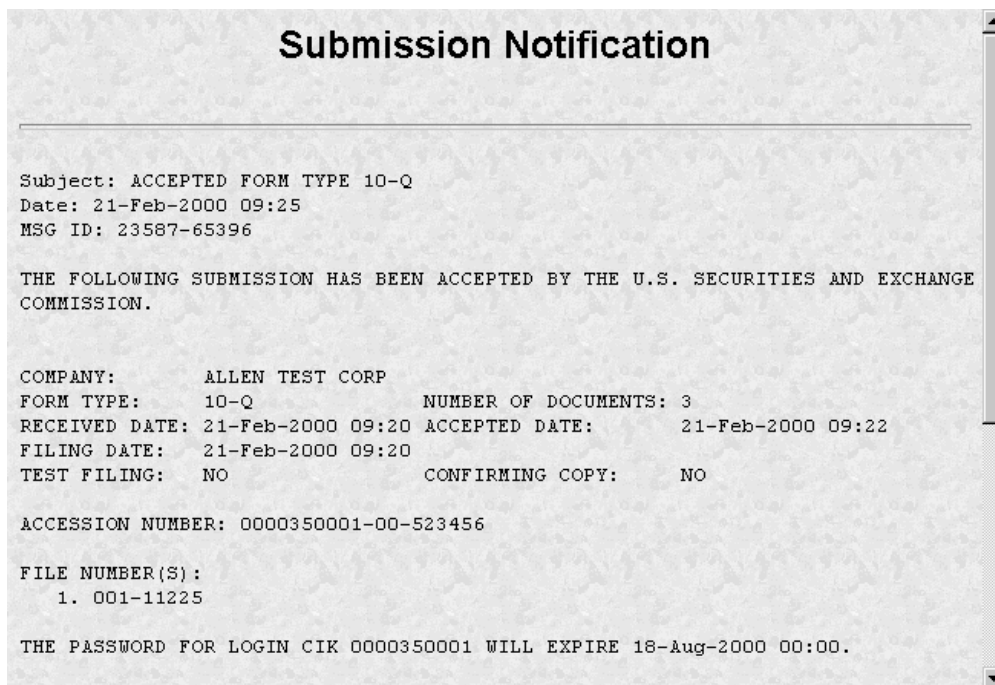 Submission Notification
Subject: ACCEPTED FORM TYPE 10-Q
Date: 21-Feb-2000 09:25
MSG ID: 23587-65396
THE FOLLOWING SUBMISSION HAS BEEN ACCEPTED BY THE U.S. SECURITIES AND EXCHANGE
COMMISSION.
COMPANY: ALLEN TEST CORP
FORM TYPE: 10-Q NUMBER OF DOCUMENTS: 3
RECEIVED DATE: 21-Feb-2000 09:20 ACCEPTED DATE: 21-Feb-2000 09:22
FILING DATE: 21-Feb-2000 09:20
TEST FILING: NO CONFIRMING COPY: NO
ACCESSION NUMBER: 0000350001-00-523456
FILE NUMBER(S):
1. 001-11225
THE PASSWORD FOR LOGIN CIK 0000350001 WILL EXPIRE 18-Aug-2000 00:00.